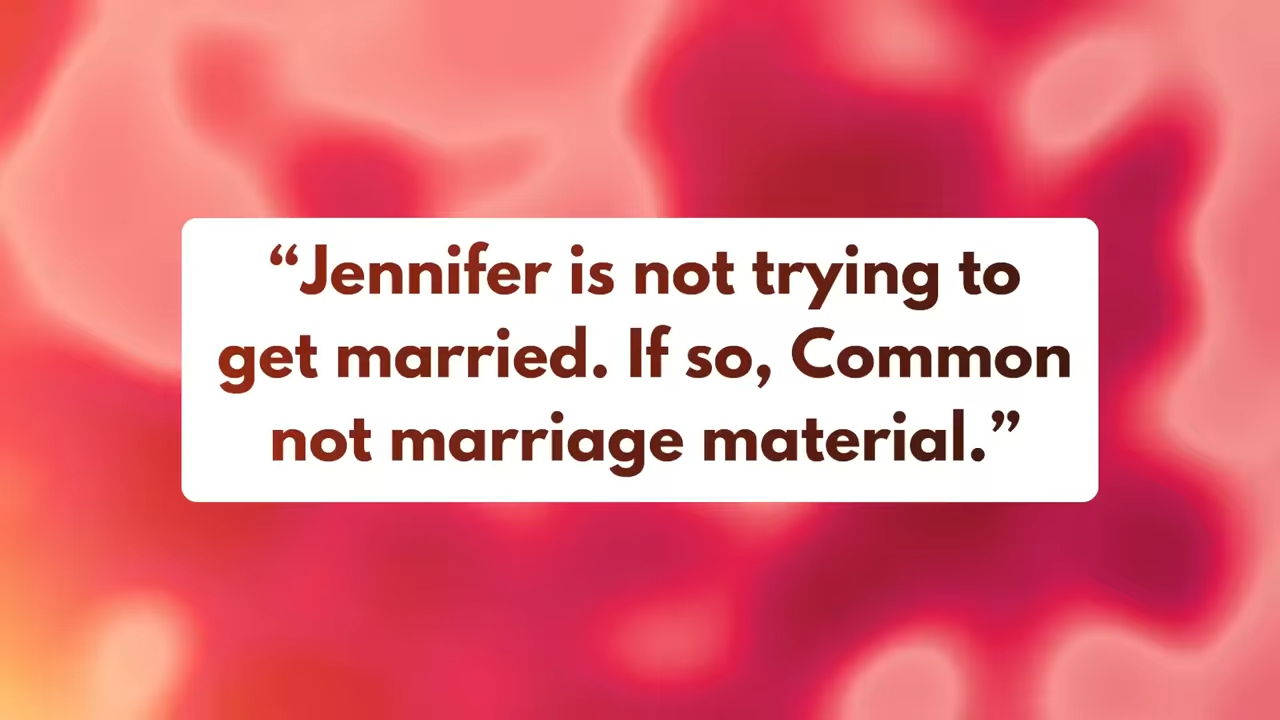 “Jennifer is not trying to
get married. If so, Common
not marriage material.”